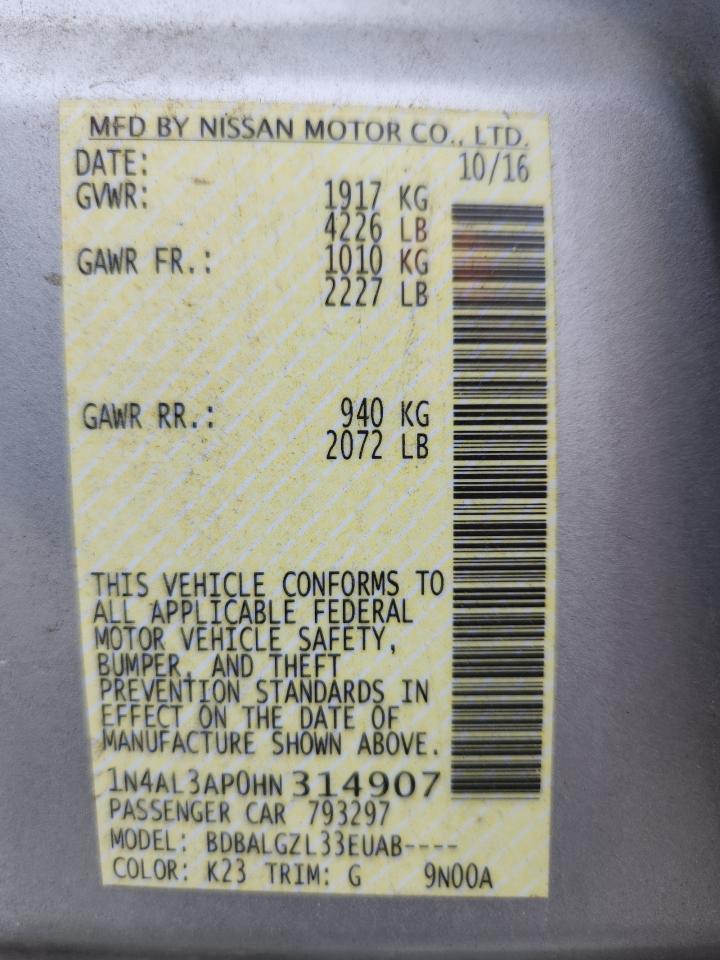 MFD BY NISSAN MOTOR CO., LTD.
DATE: 10/16
GVWR: 1917 KG
4226 LB
GAWR FR.: 1010 KG
2227 LB
GAWR RR.: 940 KG
2072 LB
THIS VEHICLE CONFORMS TO
ALL APPLICABLE FEDERAL
MOTOR VEHICLE SAFETY,
BUMPER, AND THEFT
PREVENTION STANDARDS IN
EFFECT ON THE DATE OF
MANUFACTURE SHOWN ABOVE.
1N4AL3AP0HN 314907
PASSENGER CAR 793297
MODEL: BDBALGZL33EUAB----
COLOR: K23 TRIM: G 9N00A